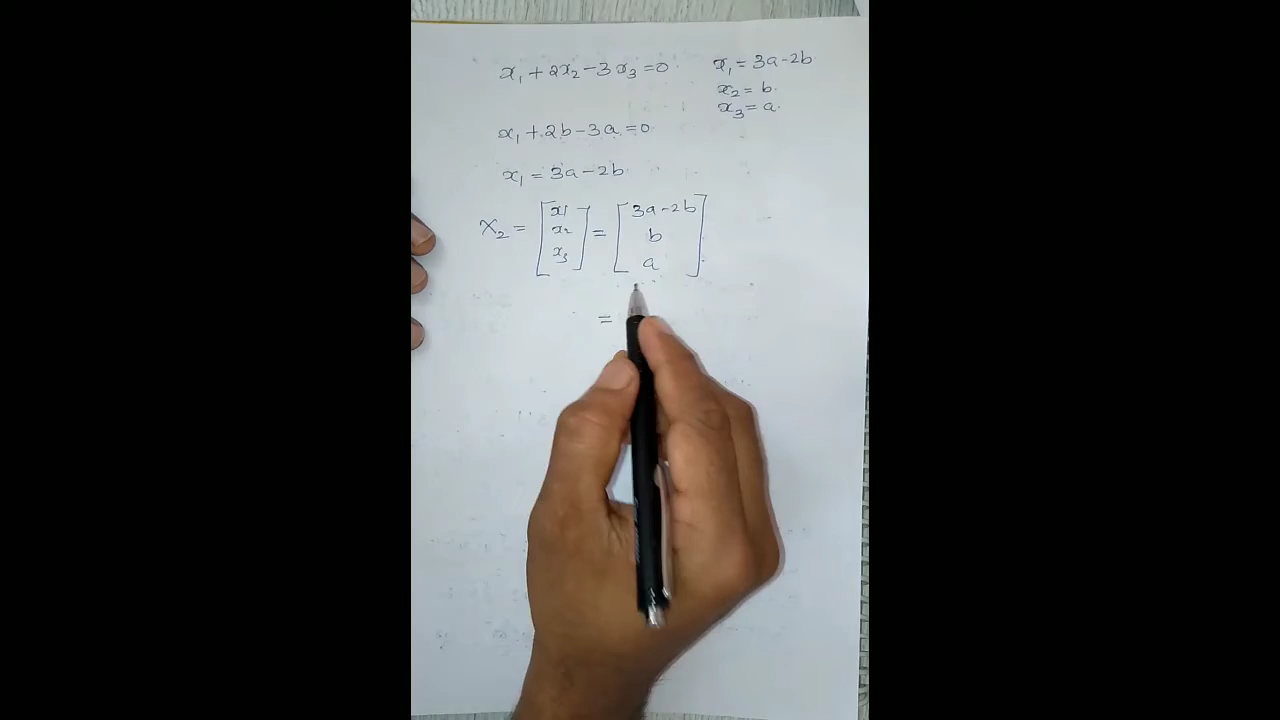 x₁ + 2x₂ - 3x₃ = 0
x₁ = 3a - 2b
x₂ = b.
x₃ = a.
x₁ + 2b - 3a = 0
x₁ = 3a - 2b
X₂ = [x₁ x₂ x₃] = [3a - 2b b a]
=